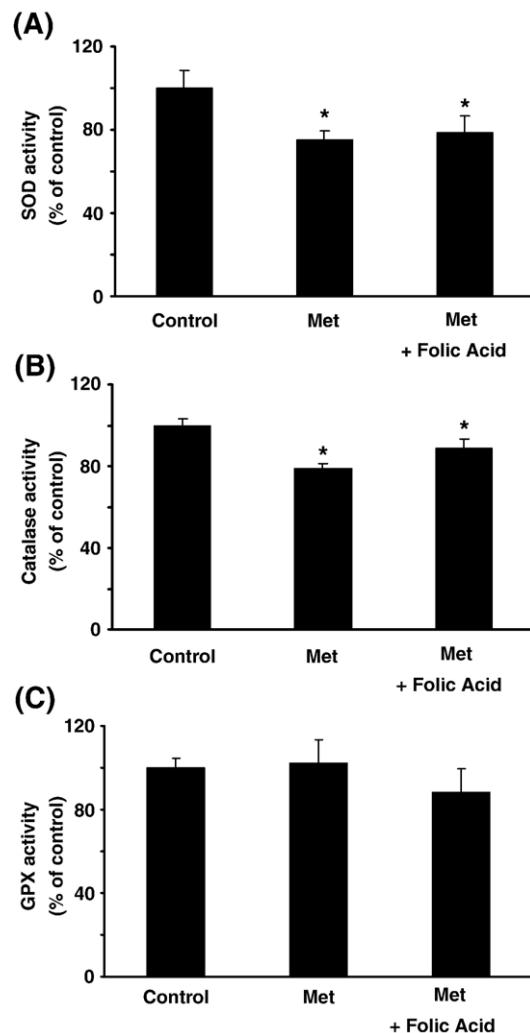 (A)
SOD activity
(% of control)
120
80
40
0
*
*
Control
Met
Met
+ Folic Acid
(B)
Catalase activity
(% of control)
120
80
40
0
*
*
Control
Met
Met
+ Folic Acid
(C)
GPX activity
(% of control)
120
80
40
0
Control
Met
Met
+ Folic Acid